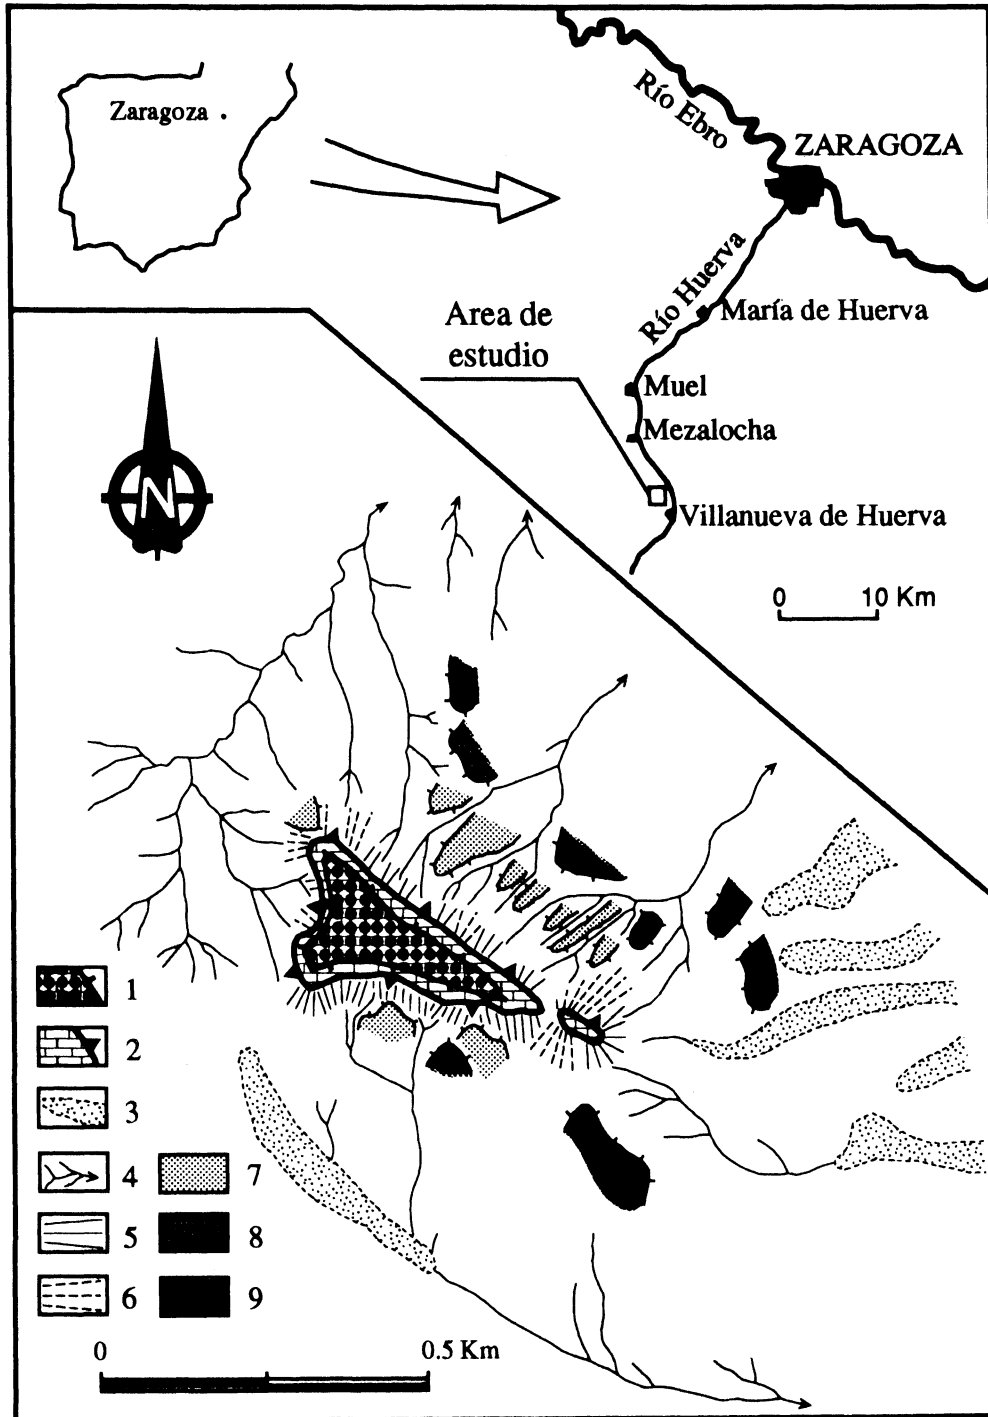 Zaragoza
Río Ebro
ZARAGOZA
Río Huerva
María de Huerva
Area de
estudio
Muel
Mezalocha
Villanueva de Huerva
0 10 Km
N
1
2
3
4 7
5 8
6 9
0 0.5 Km